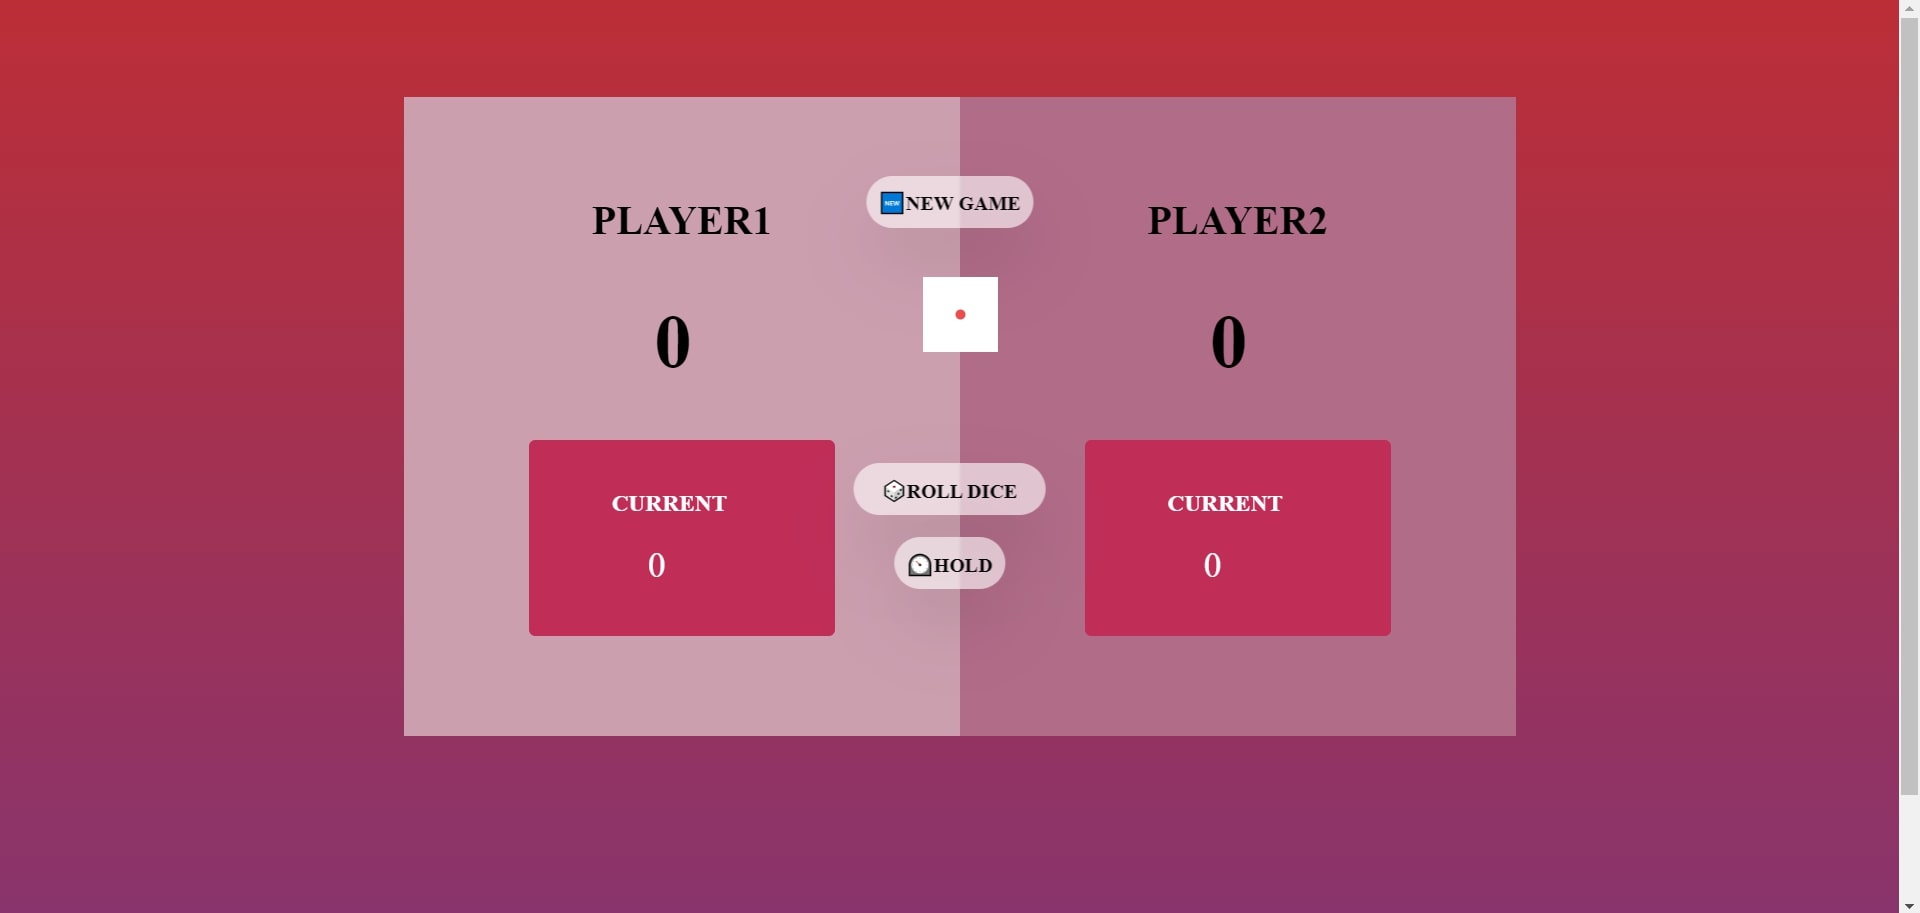 🆕NEW GAME
PLAYER1
PLAYER2
0
0
CURRENT
0
🎲ROLL DICE
HOLD
CURRENT
0